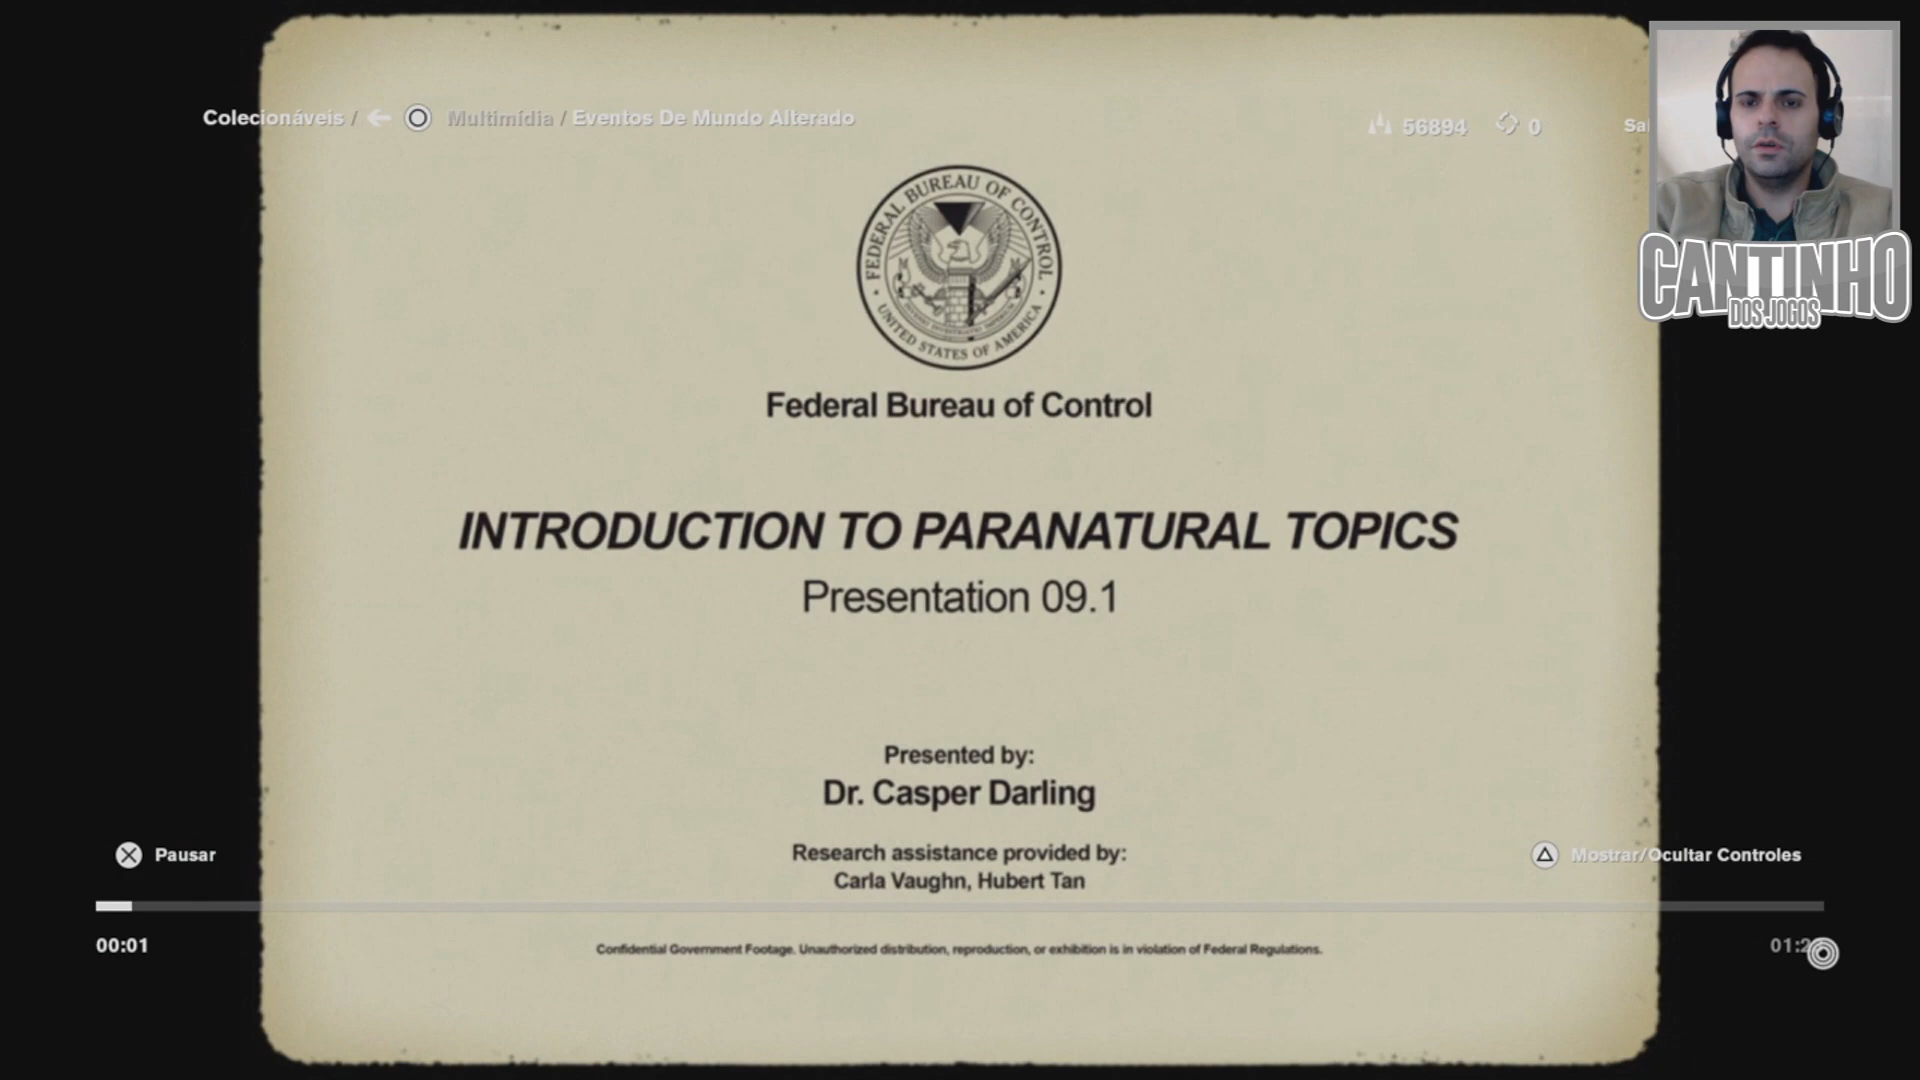 Colecionáveis / Multimídia / Eventos De Mundo Alterado
56894 0
CANTINHO
DOS JOGOS
FEDERAL BUREAU OF CONTROL
UNITED STATES OF AMERICA
Federal Bureau of Control
INTRODUCTION TO PARANATURAL TOPICS
Presentation 09.1
Presented by:
Dr. Casper Darling
Research assistance provided by:
Carla Vaughn, Hubert Tan
Pausar
Mostrar/Ocultar Controles
00:01
Confidential Government Footage. Unauthorized distribution, reproduction, or exhibition is in violation of Federal Regulations.